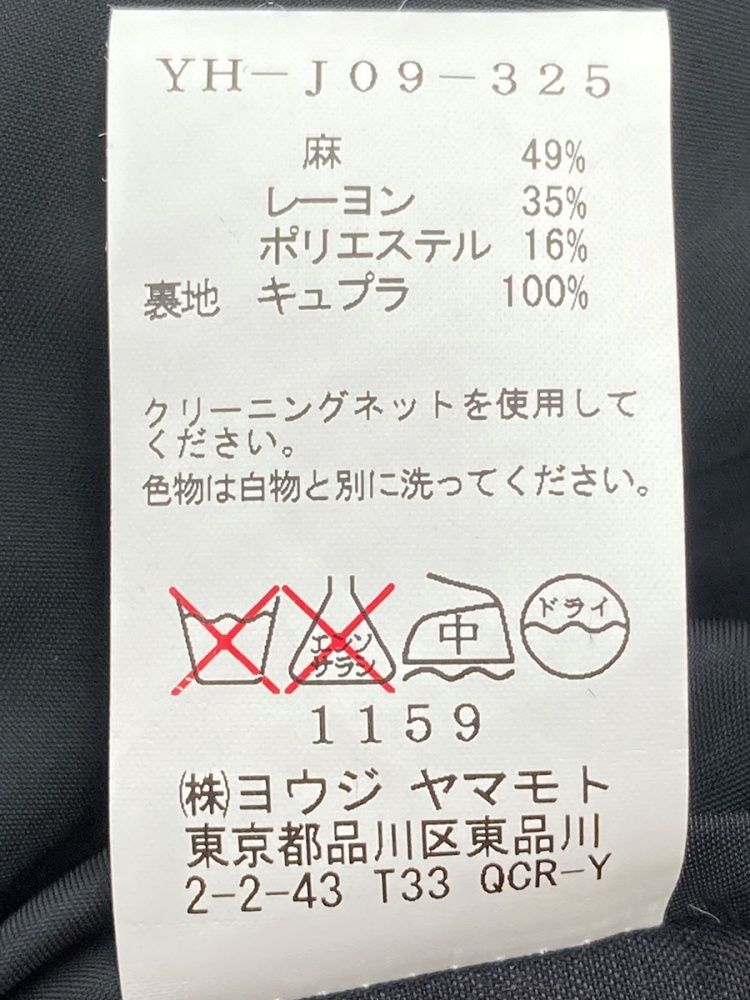 YH-J09-325
麻 49%
レーヨン 35%
ポリエステル 16%
裏地 キュプラ 100%
クリーニングネットを使用して
ください。
色物は白物と別に洗ってください。
エンソ
サラシ
中
ドライ
1159
(株)ヨウジ ヤマモト
東京都品川区東品川
2-2-43 T33 QCR-Y